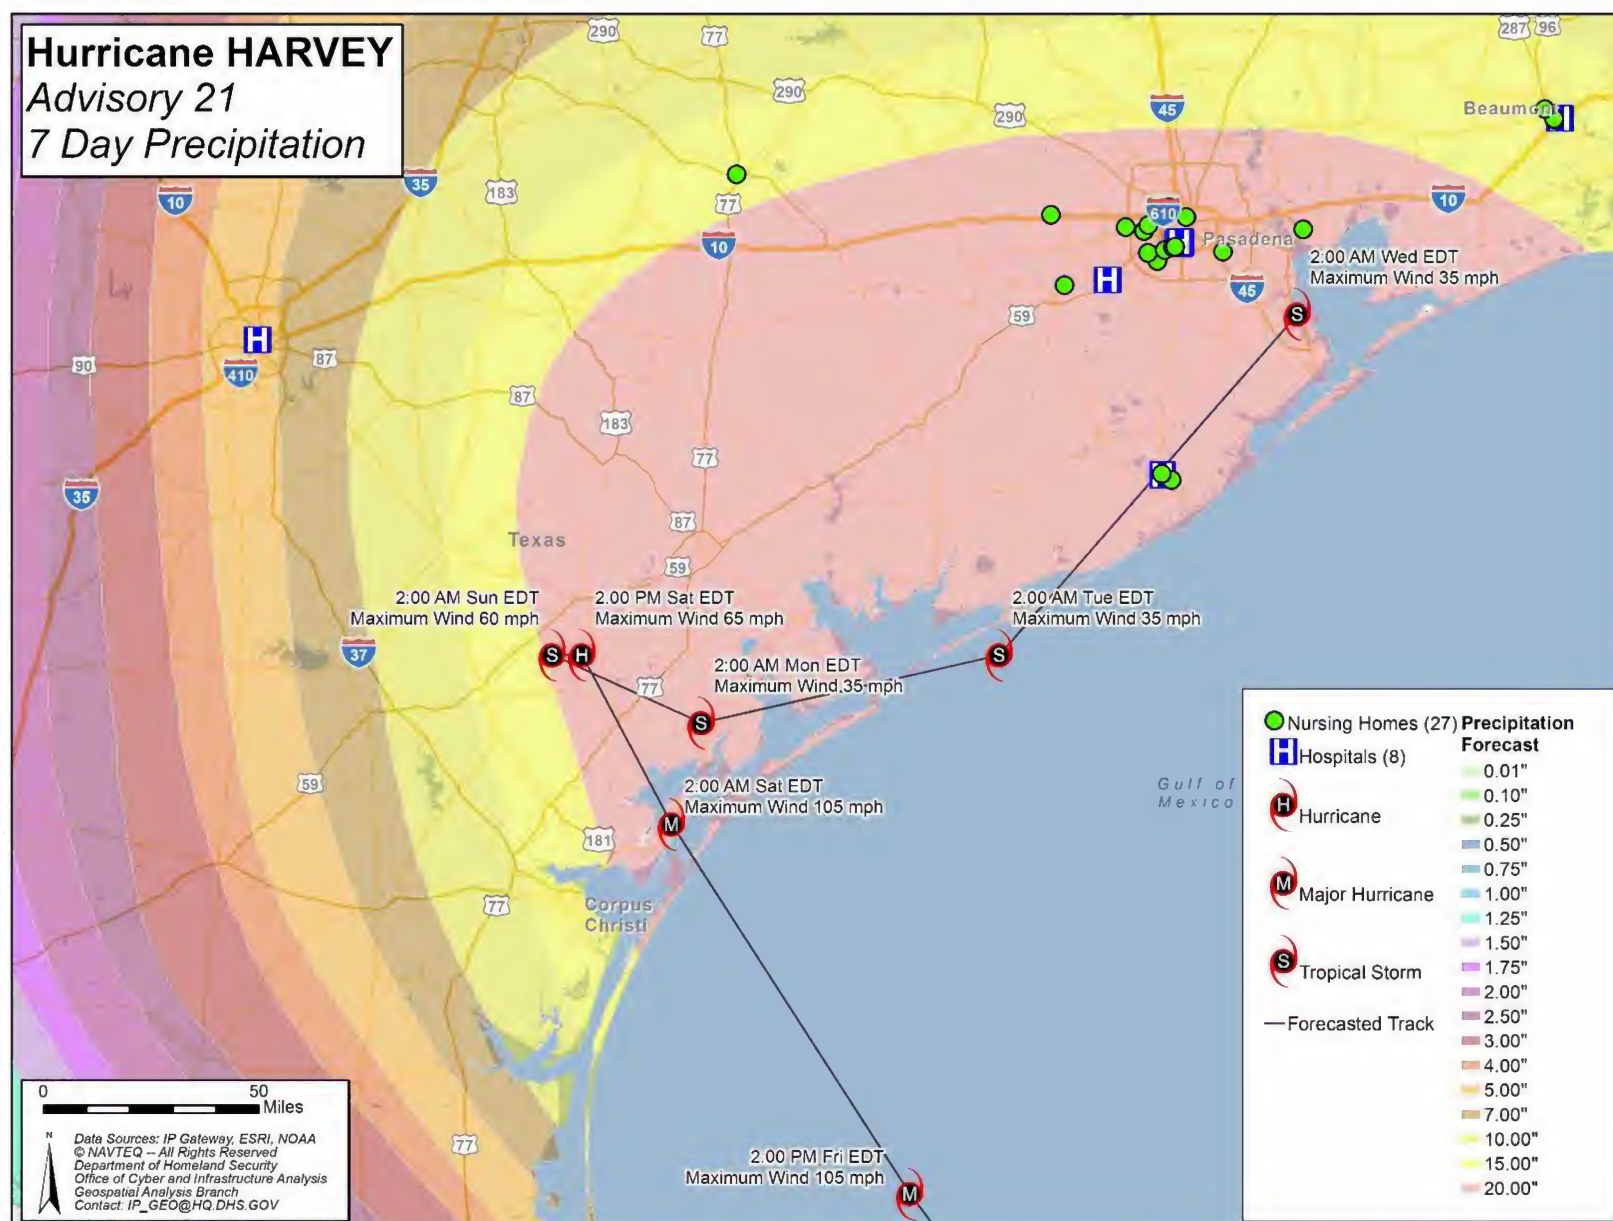 Hurricane HARVEY
Advisory 21
7 Day Precipitation
290
77
290
290
45
287
96
Beaumont
H
35
10
183
77
10
610
H
Pasadena
10
2:00 AM Wed EDT
Maximum Wind 35 mph
H
45
S
59
H
90
410
87
87
183
77
35
87
59
Texas
2:00 AM Sun EDT
Maximum Wind 60 mph
2:00 PM Sat EDT
Maximum Wind 65 mph
2:00 AM Tue EDT
Maximum Wind 35 mph
37
S
H
S
2:00 AM Mon EDT
Maximum Wind 35 mph
77
S
59
2:00 AM Sat EDT
Maximum Wind 105 mph
M
181
77
Corpus
Christi
Gulf of
Mexico
77
2:00 PM Fri EDT
Maximum Wind 105 mph
M
Nursing Homes (27)
H Hospitals (8)
H Hurricane
M Major Hurricane
S Tropical Storm
Forecasted Track
Precipitation
Forecast
0.01"
0.10"
0.25"
0.50"
0.75"
1.00"
1.25"
1.50"
1.75"
2.00"
2.50"
3.00"
4.00"
5.00"
7.00"
10.00"
15.00"
20.00"
0 50
Miles
N
Data Sources: IP Gateway, ESRI, NOAA
© NAVTEQ -- All Rights Reserved
Department of Homeland Security
Office of Cyber and Infrastructure Analysis
Geospatial Analysis Branch
Contact: IP_GEO@HQ.DHS.GOV